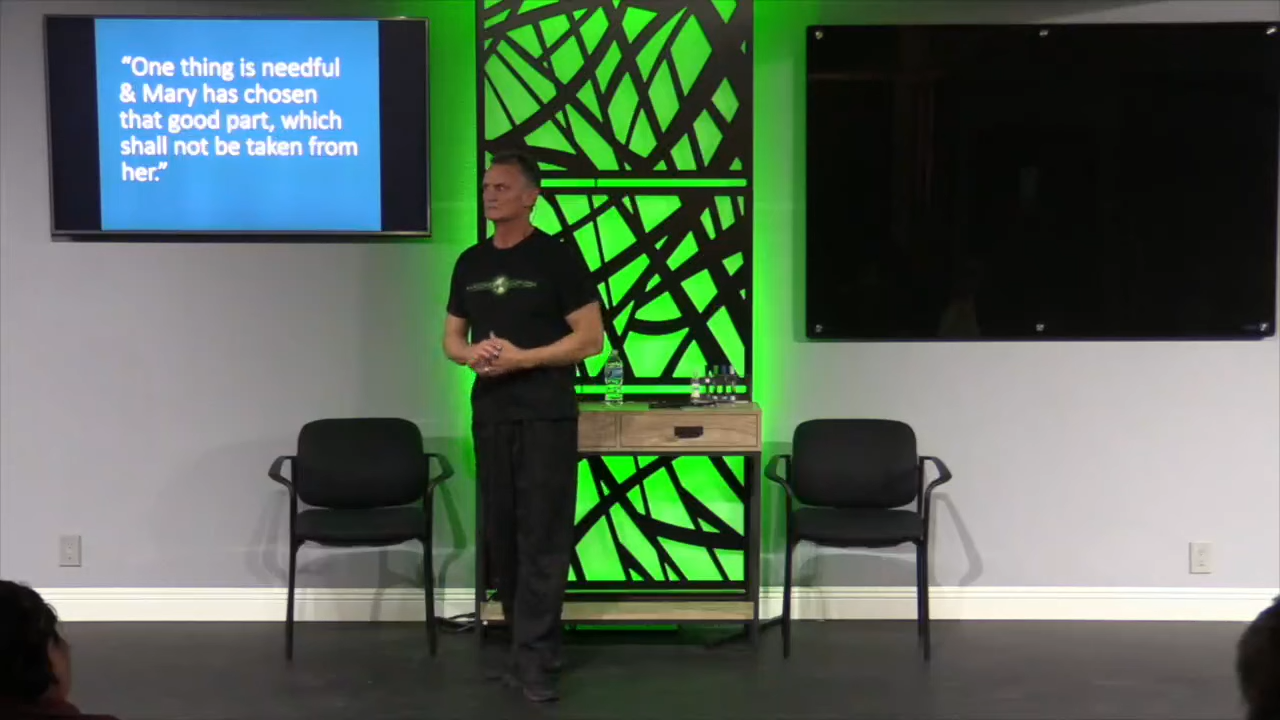 “One thing is needful
& Mary has chosen
that good part, which
shall not be taken from
her.”